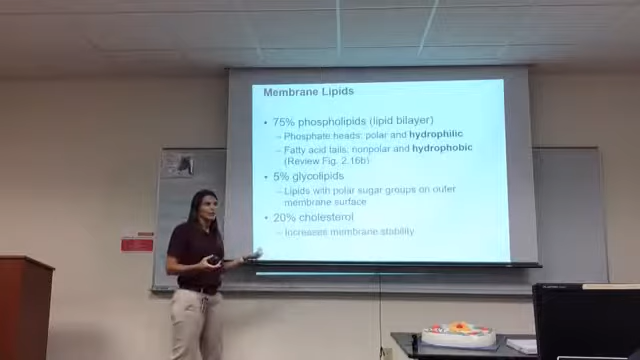 Membrane Lipids
• 75% phospholipids (lipid bilayer)
– Phosphate heads: polar and hydrophilic
– Fatty acid tails: nonpolar and hydrophobic
(Review Fig. 2.16b)
• 5% glycolipids
– Lipids with polar sugar groups on outer
membrane surface
• 20% cholesterol
– Increases membrane stability